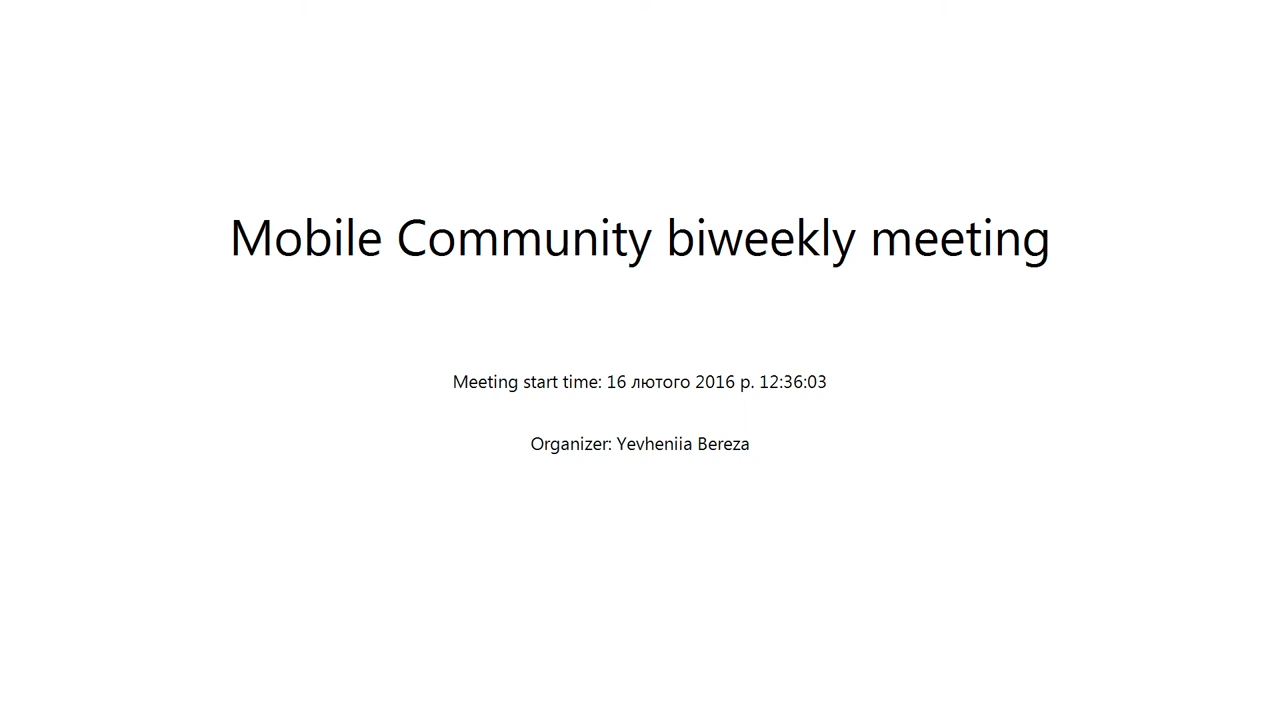 Mobile Community biweekly meeting
Meeting start time: 16 лютого 2016 р. 12:36:03
Organizer: Yevheniia Bereza